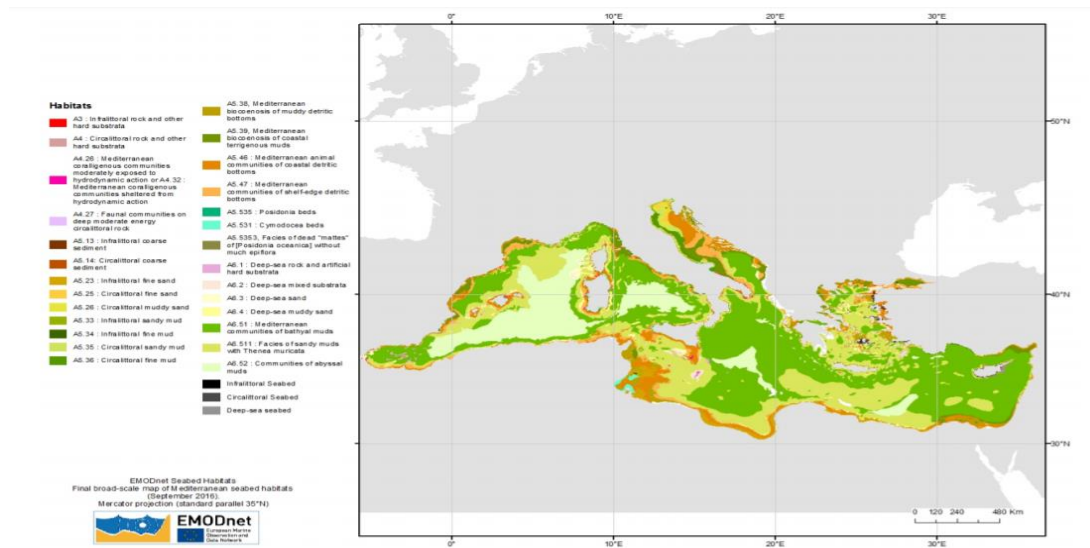 0°
10°E
20°E
30°E
Habitats
A3 : Infralittoral rock and other
hard substrata
A4 : Circalittoral rock and other
hard substrata
A4.26 : Mediterranean
coralligenous communities
moderately exposed to
hydrodynamic action or A4.32 :
Mediterranean coralligenous
communities sheltered from
hydrodynamic action
A4.27 : Faunal communities on
deep moderate energy
circalittoral rock
A5.13 : Infralittoral coarse
sediment
A5.14: Circalittoral coarse
sediment
A5.23 : Infralittoral fine sand
A5.25 : Circalittoral fine sand
A5.26 : Circalittoral muddy sand
A5.33 : Infralittoral sandy mud
A5.34 : Infralittoral fine mud
A5.35 : Circalittoral sandy mud
A5.36 : Circalittoral fine mud
A5.38, Mediterranean
biocoenosis of muddy detritic
bottoms
A5.39, Mediterranean
biocoenosis of coastal
terrigenous muds
A5.46 : Mediterranean animal
communities of coastal detritic
bottoms
A5.47 : Mediterranean
communities of shelf-edge detritic
bottoms
A5.535 : Posidonia beds
A5.531 : Cymodocea beds
A5.5353, Facies of dead "mattes"
of [Posidonia oceanica] without
much epiflora
A6.1 : Deep-sea rock and artificial
hard substrata
A6.2 : Deep-sea mixed substrata
A6.3 : Deep-sea sand
A6.4 : Deep-sea muddy sand
A6.51 : Mediterranean
communities of bathyal muds
A6.511 : Facies of sandy muds
with Thenea muricata
A6.52 : Communities of abyssal
muds
Infralittoral Seabed
Circalittoral Seabed
Deep-sea seabed
50°N
40°N
30°N
0 120 240 480 Km
0°
10°E
20°E
30°E
EMODnet Seabed Habitats
Final broad-scale map of Mediterranean seabed habitats
(September 2016).
Mercator projection (standard parallel 35°N)
EMODnet
European Marine
Observation and
Data Network